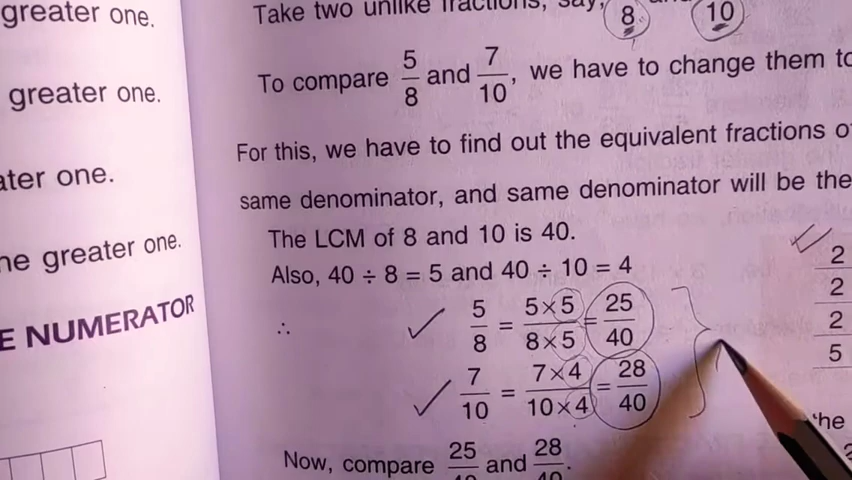 greater one.
greater one.
ater one.
he greater one.
E NUMERATOR
Take two unlike fractions, say,
8
10
To compare 5/8 and 7/10, we have to change them to
For this, we have to find out the equivalent fractions of
same denominator, and same denominator will be the
The LCM of 8 and 10 is 40.
Also, 40 ÷ 8 = 5 and 40 ÷ 10 = 4
∴ 5/8 = 5×5/8×5 = 25/40
7/10 = 7×4/10×4 = 28/40
Now, compare 25/40 and 28/40.
2
2
2
5
he